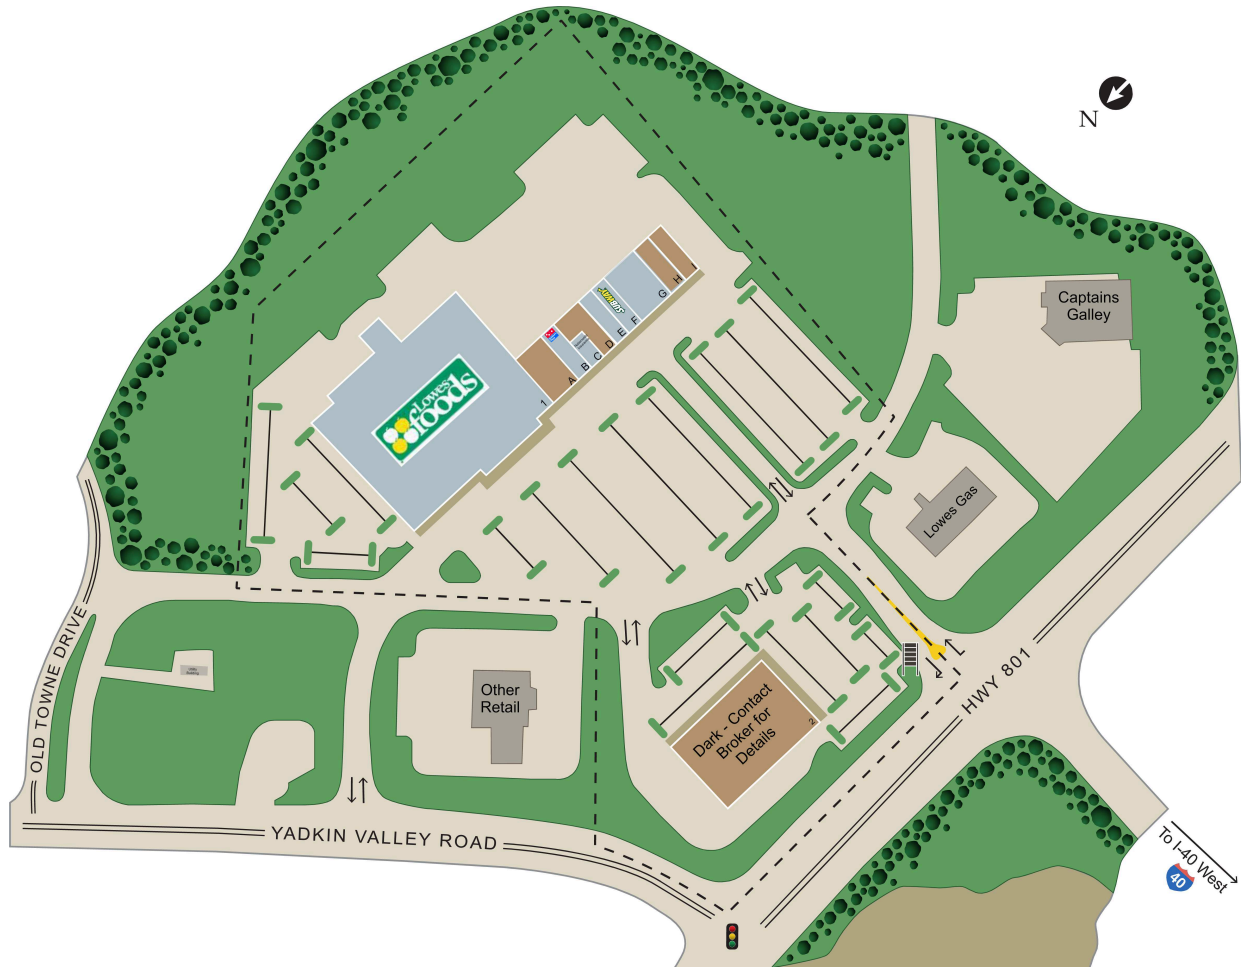 N
Captains
Galley
Lowes
foods
1
A
B
C
D
E
F
G
H
I
SUBWAY
Lowes Gas
OLD TOWNE DRIVE
Other
Retail
Dark - Contact
Broker for
Details
2
HWY 801
YADKIN VALLEY ROAD
To I-40 West
40